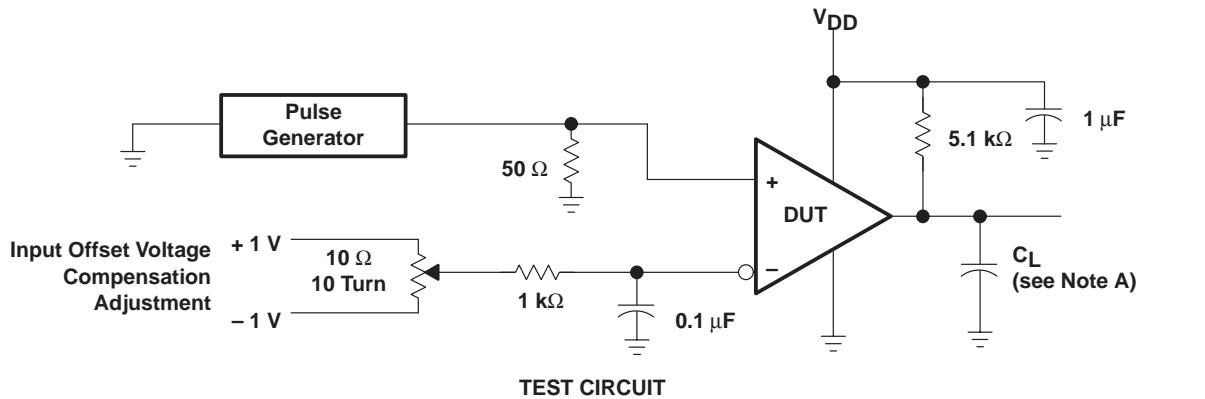 VDD
Pulse
Generator
1 µF
5.1 kΩ
50 Ω
+
DUT
–
Input Offset Voltage
Compensation
Adjustment
+ 1 V
10 Ω
10 Turn
– 1 V
1 kΩ
0.1 µF
CL
(see Note A)
TEST CIRCUIT